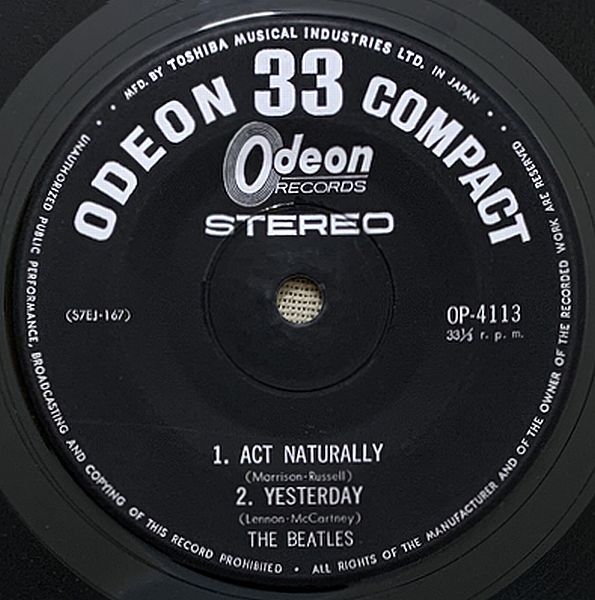 MFD. BY TOSHIBA MUSICAL INDUSTRIES LTD. IN JAPAN
ODEON 33 COMPACT
Odeon
RECORDS
STEREO
(S7EJ-167)
OP-4113
33⅓ r. p. m.
1. ACT NATURALLY
(Morrison-Russell)
2. YESTERDAY
(Lennon-McCartney)
THE BEATLES
UNAUTHORIZED PUBLIC PERFORMANCE, BROADCASTING AND COPYING OF THIS RECORD PROHIBITED • ALL RIGHTS OF THE MANUFACTURER AND OF THE OWNER OF THE RECORDED WORK ARE RESERVED